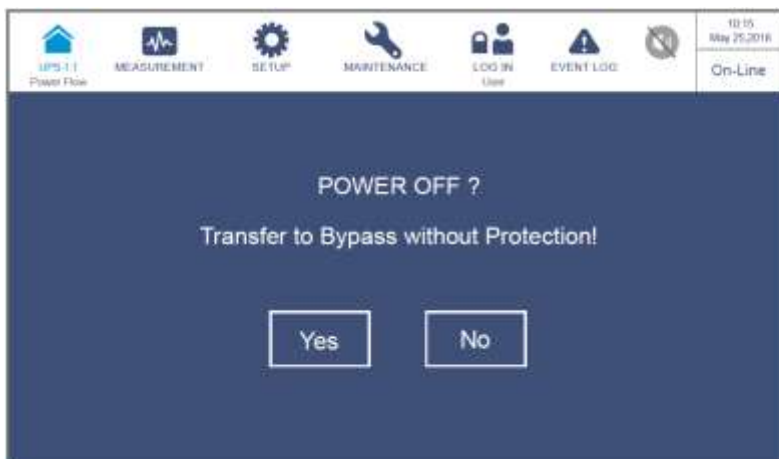 10:15
May 25,2016
UPS-1.1
MEASUREMENT
SETUP
MAINTENANCE
LOG IN
EVENT LOG
Power Flow
User
On-Line
POWER OFF ?
Transfer to Bypass without Protection!
Yes
No